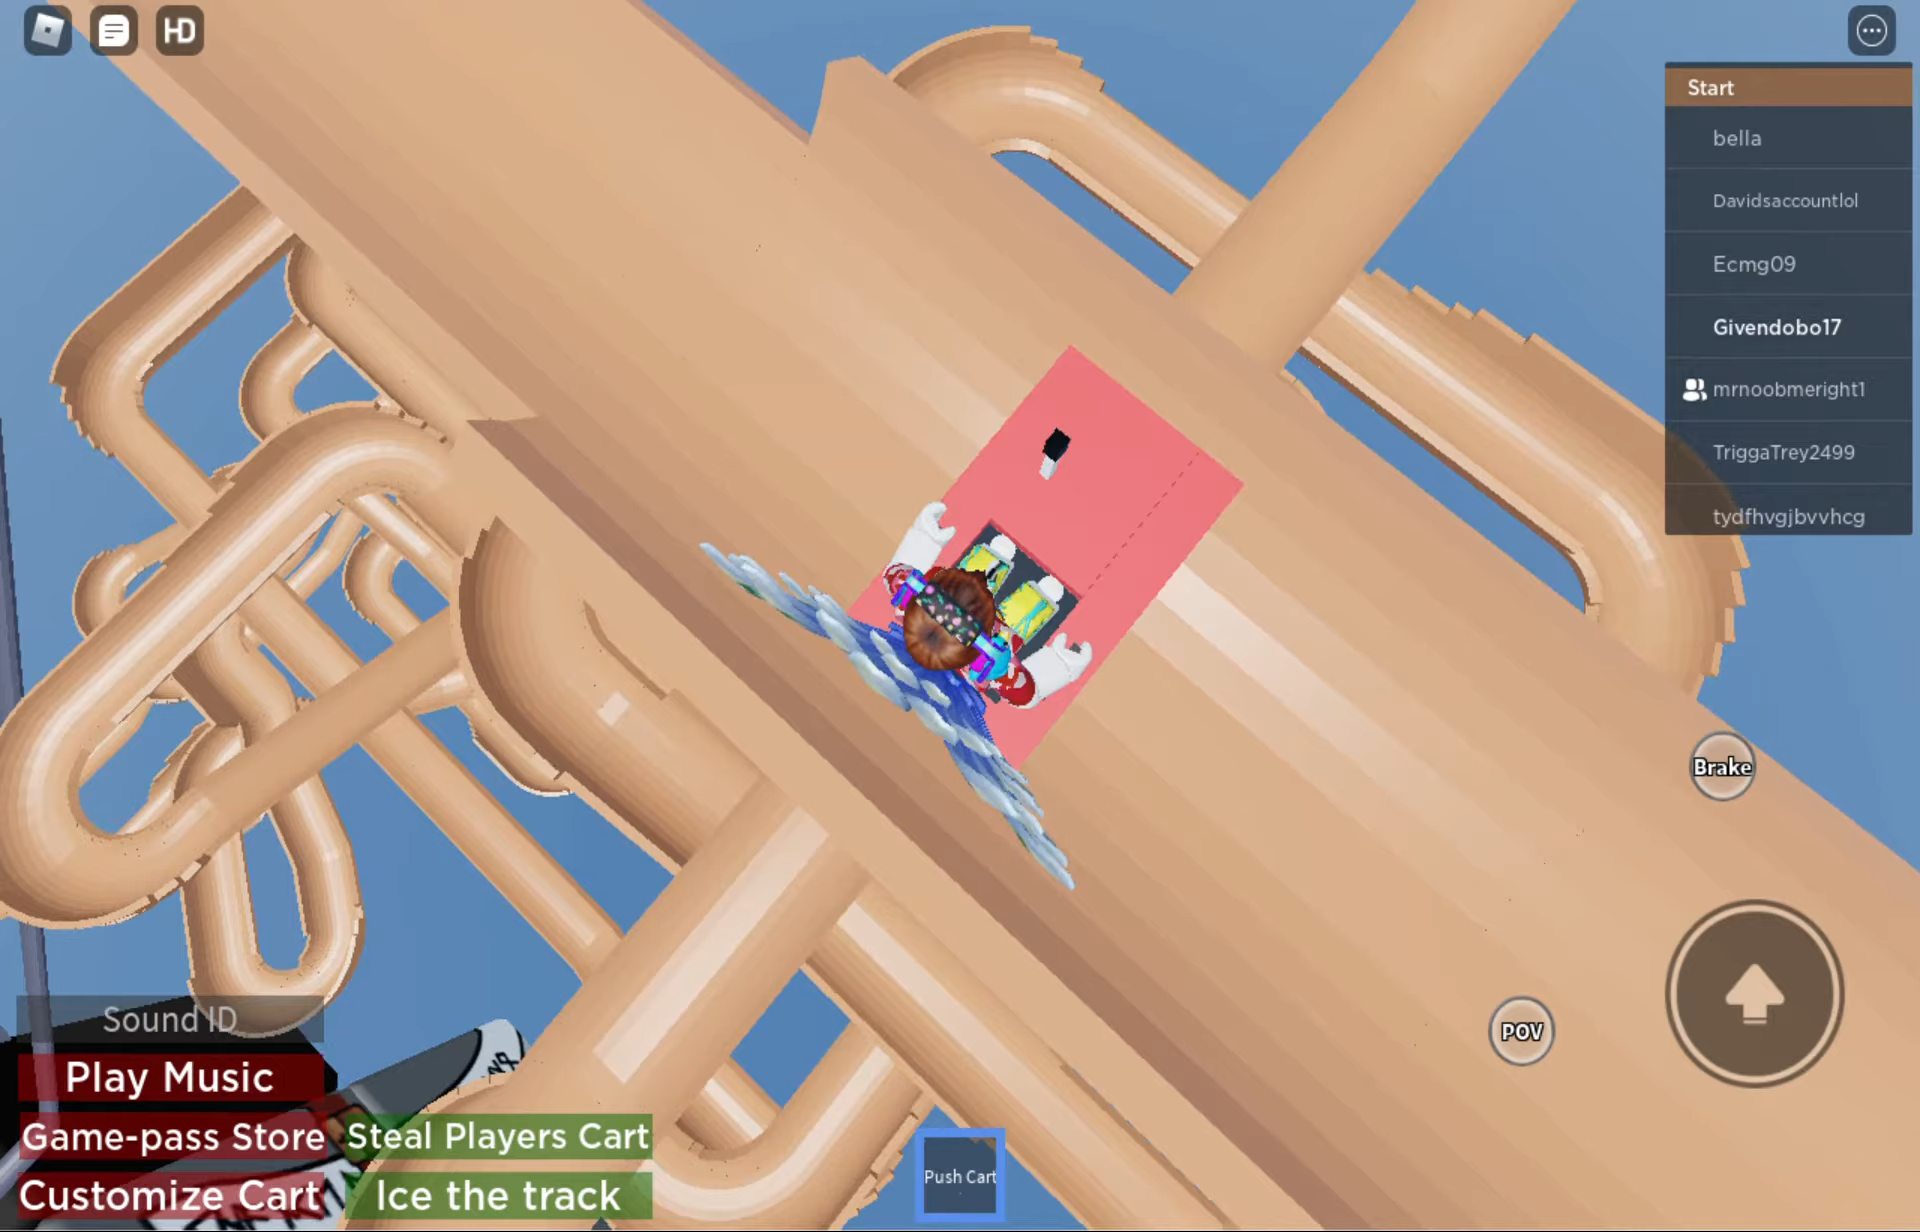 HD
Start
bella
Davidsaccountlol
Ecmg09
Givendobo17
mrnoobmeright1
TriggaTrey2499
tydfhvgjbvvhcg
Brake
POV
Sound ID
Play Music
Game-pass Store
Steal Players Cart
Customize Cart
Ice the track
Push Cart